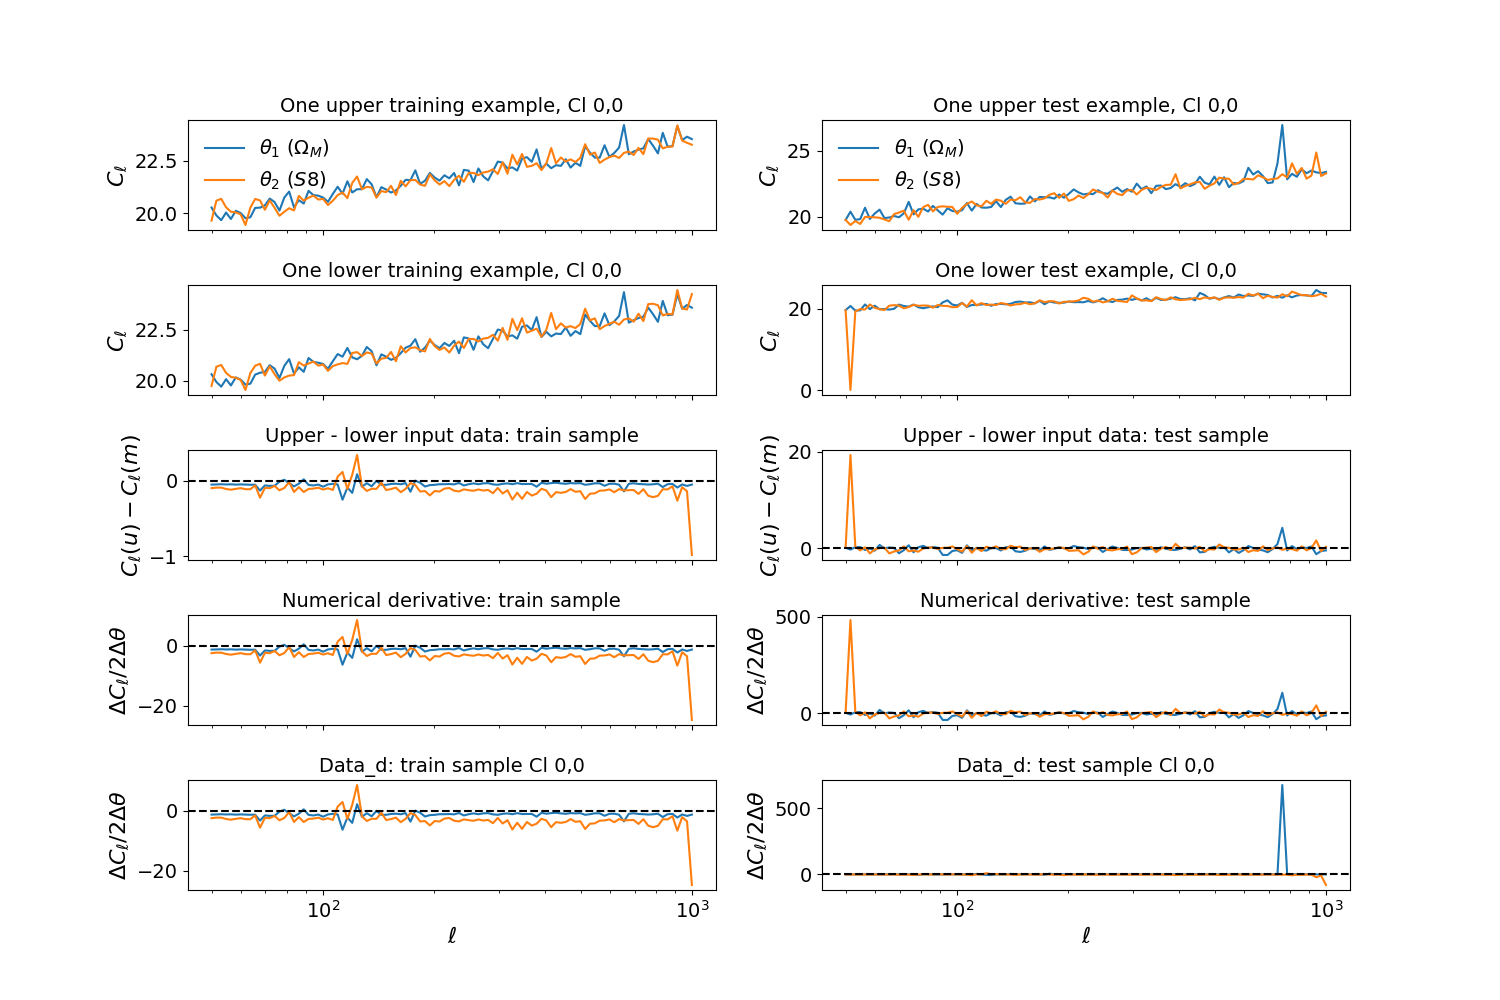 One upper training example, Cl 0,0
Cℓ
22.5
20.0
θ1 (ΩM)
θ2 (S8)
One upper test example, Cl 0,0
Cℓ
25
20
θ1 (ΩM)
θ2 (S8)
One lower training example, Cl 0,0
Cℓ
22.5
20.0
One lower test example, Cl 0,0
Cℓ
20
0
Upper - lower input data: train sample
Cℓ(u) − Cℓ(m)
0
−1
Upper - lower input data: test sample
Cℓ(u) − Cℓ(m)
20
0
Numerical derivative: train sample
ΔCℓ/2Δθ
0
−20
Numerical derivative: test sample
ΔCℓ/2Δθ
500
0
Data_d: train sample Cl 0,0
ΔCℓ/2Δθ
0
−20
10²
10³
ℓ
Data_d: test sample Cl 0,0
ΔCℓ/2Δθ
500
0
10²
10³
ℓ